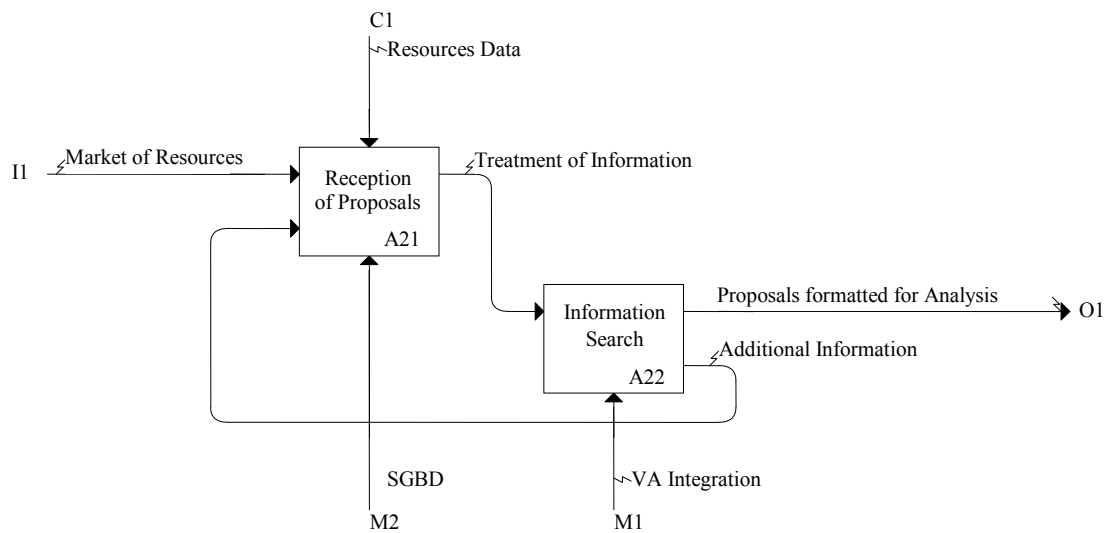 C1
Resources Data
Market of Resources
I1
Treatment of Information
Reception
of Proposals
A21
Proposals formatted for Analysis
O1
Information
Search
A22
Additional Information
SGBD
VA Integration
M2
M1